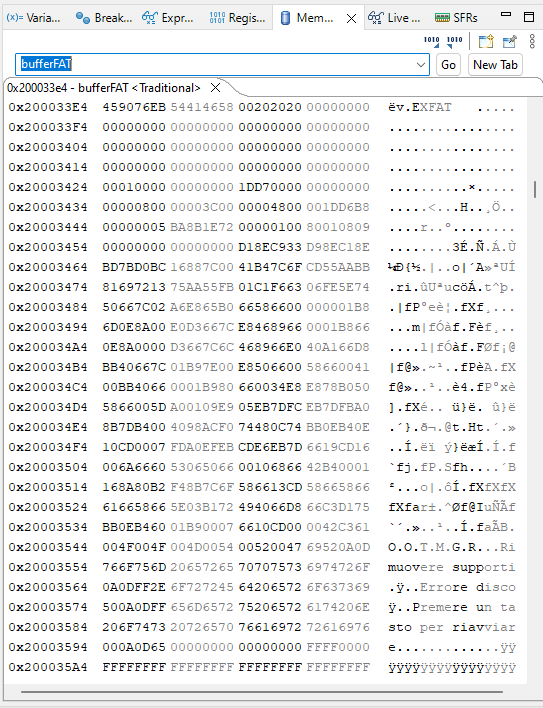 (x)= Varia...
Break...
Expr...
1010 0101 Regis...
Mem...
Live ...
SFRs
bufferFAT
Go
New Tab
0x200033e4 - bufferFAT <Traditional>
0x200033E4 459076EB 54414658 00202020 00000000 ëv.EXFAT .....
0x200033F4 00000000 00000000 00000000 00000000 ................
0x20003404 00000000 00000000 00000000 00000000 ................
0x20003414 00000000 00000000 00000000 00000000 ................
0x20003424 00010000 00000000 1DD70000 00000000 ..........×.....
0x20003434 00000800 00003C00 00004800 001DD6B8 .....<...H..¸Ö..
0x20003444 00000005 BA8B1E72 00000100 80010809 ....r..º........
0x20003454 00000000 00000000 D18EC933 D98EC18E ........3É.Ñ.Á.Ù
0x20003464 BD7BD0BC 16887C00 41B47C6F CD55AABB ¼Ð{½.|..o|´A»ªUÍ
0x20003474 81697213 75AA55FB 01C1F663 06FE5E74 .ri.ûUªucöÁ.t^þ.
0x20003484 50667C02 A6E865B0 66586600 000001B8 .|fP°eè¦.fXf¸...
0x20003494 6D0E8A00 E0D3667C E8468966 0001B866 ...m|fÓàf.Fèf¸..
0x200034A4 0E8A0000 D3667C6C 468966E0 40A166D8 ....l|fÓàf.FØf¡@
0x200034B4 BB40667C 01B97E00 E8506600 58660041 |f@».~¹..fPèA.fX
0x200034C4 00BB4066 0001B980 660034E8 E878B050 f@»..¹..è4.fP°xè
0x200034D4 5866005D A00109E9 05EB7DFC EB7DFBA0 ].fXé.. ü}ë. û}ë
0x200034E4 8B7DB400 4098ACF0 74480C74 BB0EB40E .´}.ð¬.@t.Ht.´.»
0x200034F4 10CD0007 FDA0EFEB CDE6EB7D 6619CD16 ..Í.ëï ý}ëæÍ.Í.f
0x20003504 006A6660 53065066 00106866 42B40001 `fj.fP.Sfh....´B
0x20003514 168A80B2 F48B7C6F 586613CD 58665866 ²...o|.ôÍ.fXfXfX
0x20003524 61665866 5E03B172 494066D8 66C3D175 fXfar±.^Øf@IuÑÃf
0x20003534 BB0EB460 01B90007 6610CD00 0042C361 `´.»..¹..Í.faÃB.
0x20003544 004F004F 004D0054 00520047 69520A0D O.O.T.M.G.R...Ri
0x20003554 766F756D 20657265 70707573 6974726F muovere supporti
0x20003564 0A0DFF2E 6F727245 64206572 6F637369 .ÿ..Errore disco
0x20003574 500A0DFF 656D6572 75206572 6174206E ÿ..Premere un ta
0x20003584 206F7473 20726570 76616972 72616976 sto per riavviare
0x20003594 000A0D65 00000000 00000000 FFFF0000 e.............ÿÿ
0x200035A4 FFFFFFFF FFFFFFFF FFFFFFFF FFFFFFFF ÿÿÿÿÿÿÿÿÿÿÿÿÿÿÿÿ